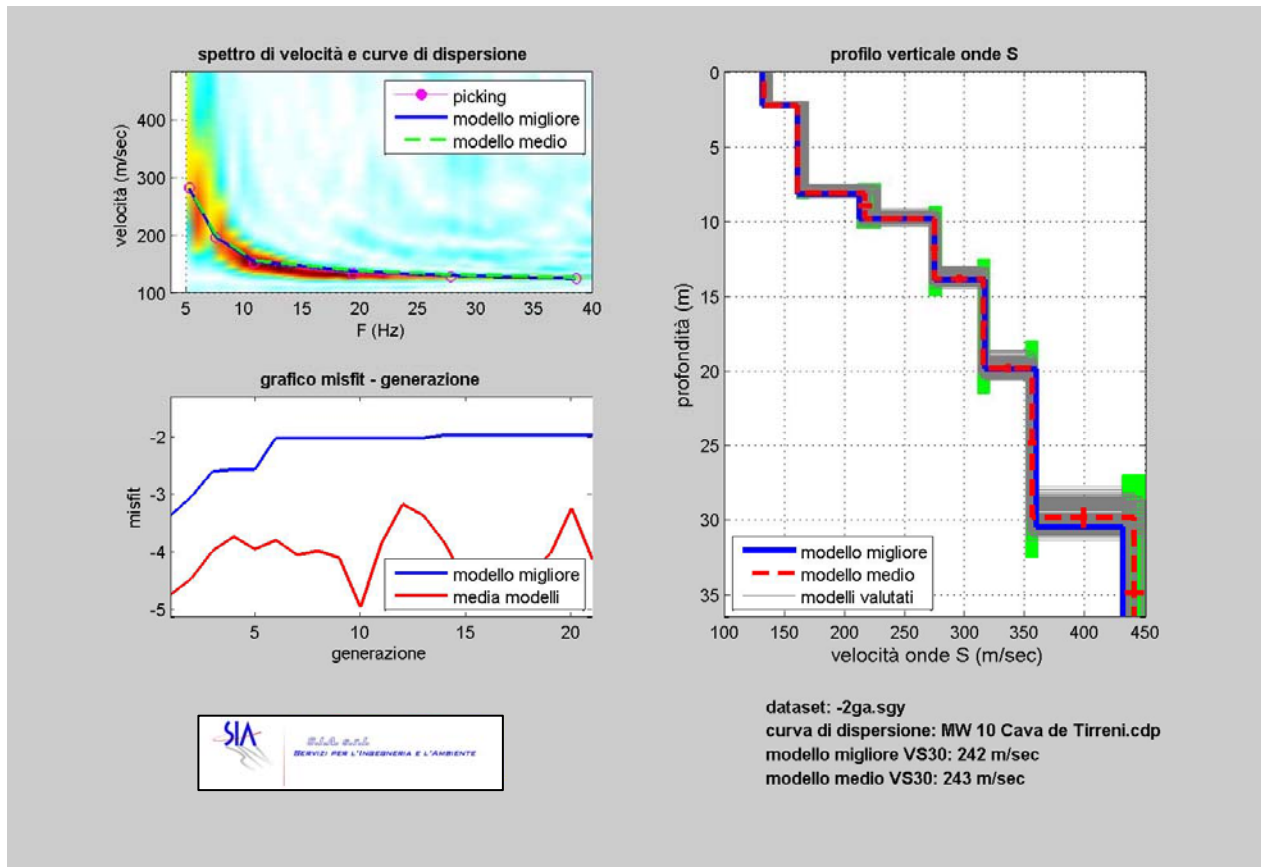 spettro di velocità e curve di dispersione
picking
modello migliore
modello medio
velocità (m/sec)
400
300
200
100
5
10
15
20
25
30
35
40
F (Hz)
grafico misfit - generazione
misfit
-2
-3
-4
-5
modello migliore
media modelli
5
10
15
20
generazione
profilo verticale onde S
profondità (m)
0
5
10
15
20
25
30
35
modello migliore
modello medio
modelli valutati
100
150
200
250
300
350
400
450
velocità onde S (m/sec)
SIA
S.I.A. s.r.l.
SERVIZI PER L'INGEGNERIA E L'AMBIENTE
dataset: -2ga.sgy
curva di dispersione: MW 10 Cava de Tirreni.cdp
modello migliore VS30: 242 m/sec
modello medio VS30: 243 m/sec